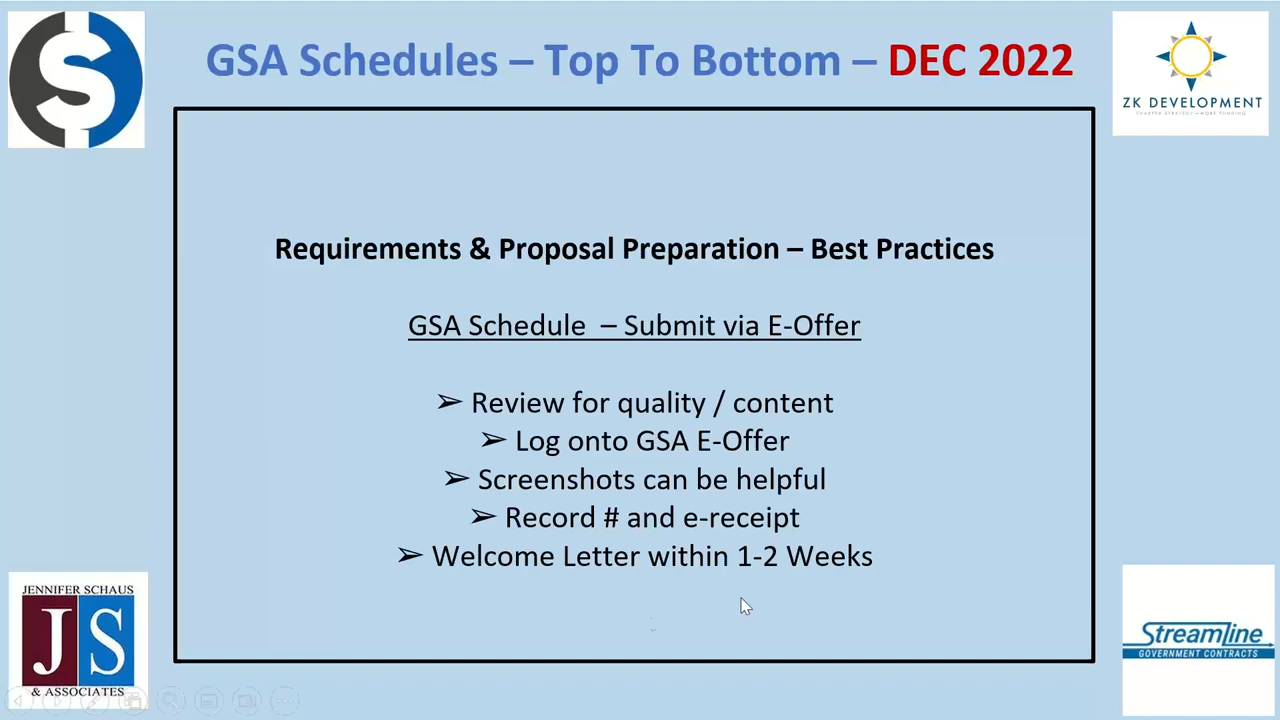 GSA Schedules – Top To Bottom – DEC 2022
ZK DEVELOPMENT
Requirements & Proposal Preparation – Best Practices
GSA Schedule – Submit via E-Offer
➢ Review for quality / content
➢ Log onto GSA E-Offer
➢ Screenshots can be helpful
➢ Record # and e-receipt
➢ Welcome Letter within 1-2 Weeks
JENNIFER SCHAUS
JS
& ASSOCIATES
Streamline
GOVERNMENT CONTRACTS